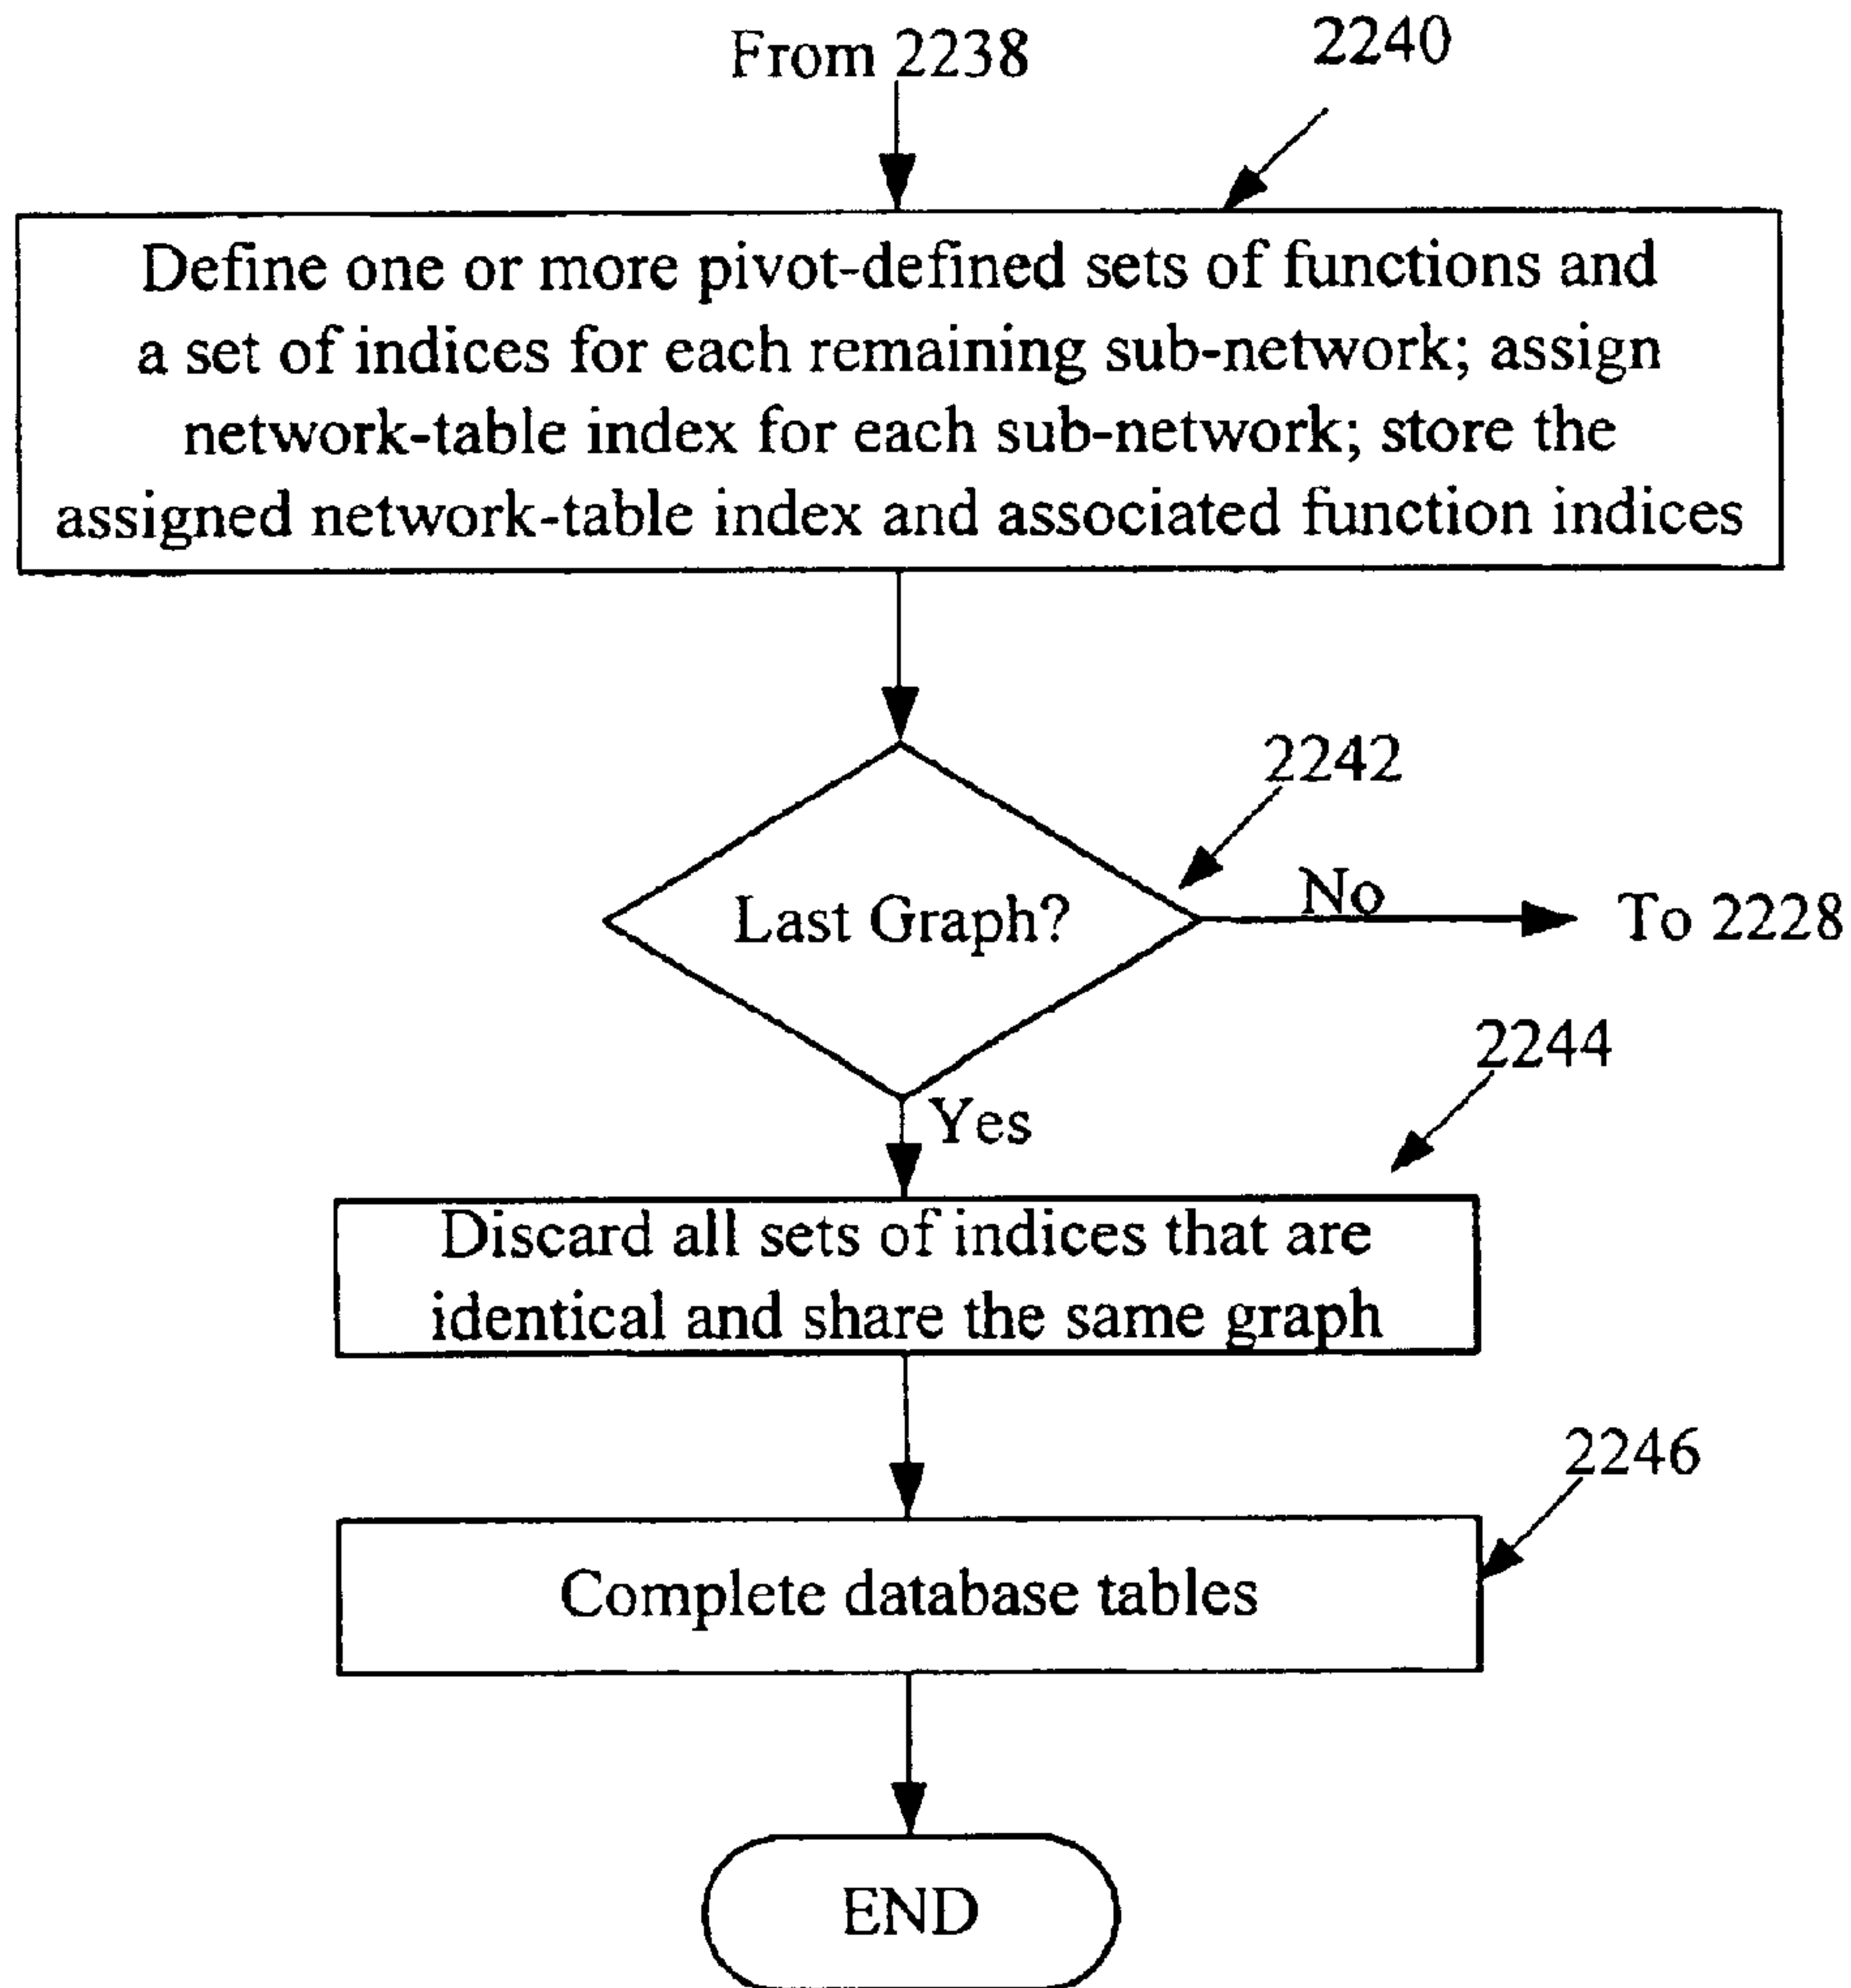 From 2238
2240
Define one or more pivot-defined sets of functions and
a set of indices for each remaining sub-network; assign
network-table index for each sub-network; store the
assigned network-table index and associated function indices
2242
Last Graph?
No
To 2228
2244
Yes
Discard all sets of indices that are
identical and share the same graph
2246
Complete database tables
END